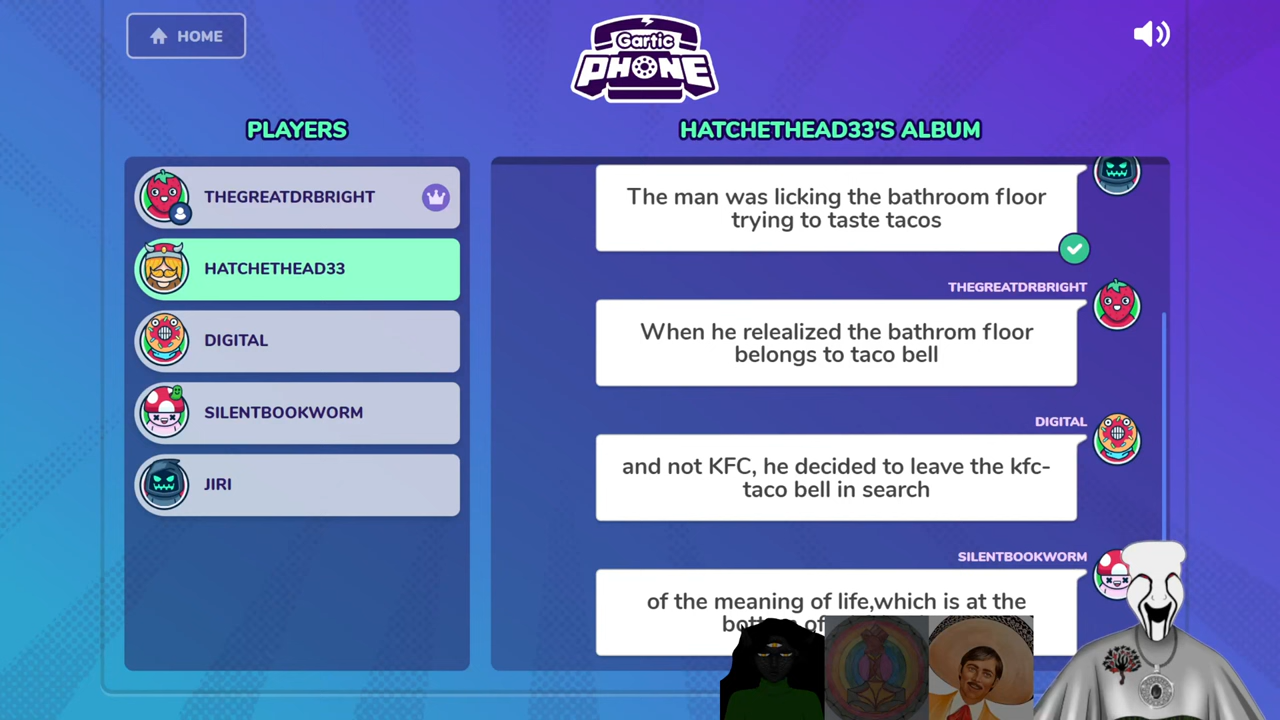 HOME
Gartic
PHONE
PLAYERS
HATCHETHEAD33'S ALBUM
THEGREATDRBRIGHT
HATCHETHEAD33
DIGITAL
SILENTBOOKWORM
JIRI
The man was licking the bathroom floor
trying to taste tacos
THEGREATDRBRIGHT
When he relealized the bathrom floor
belongs to taco bell
DIGITAL
and not KFC, he decided to leave the kfc-
taco bell in search
SILENTBOOKWORM
of the meaning of life,which is at the
of